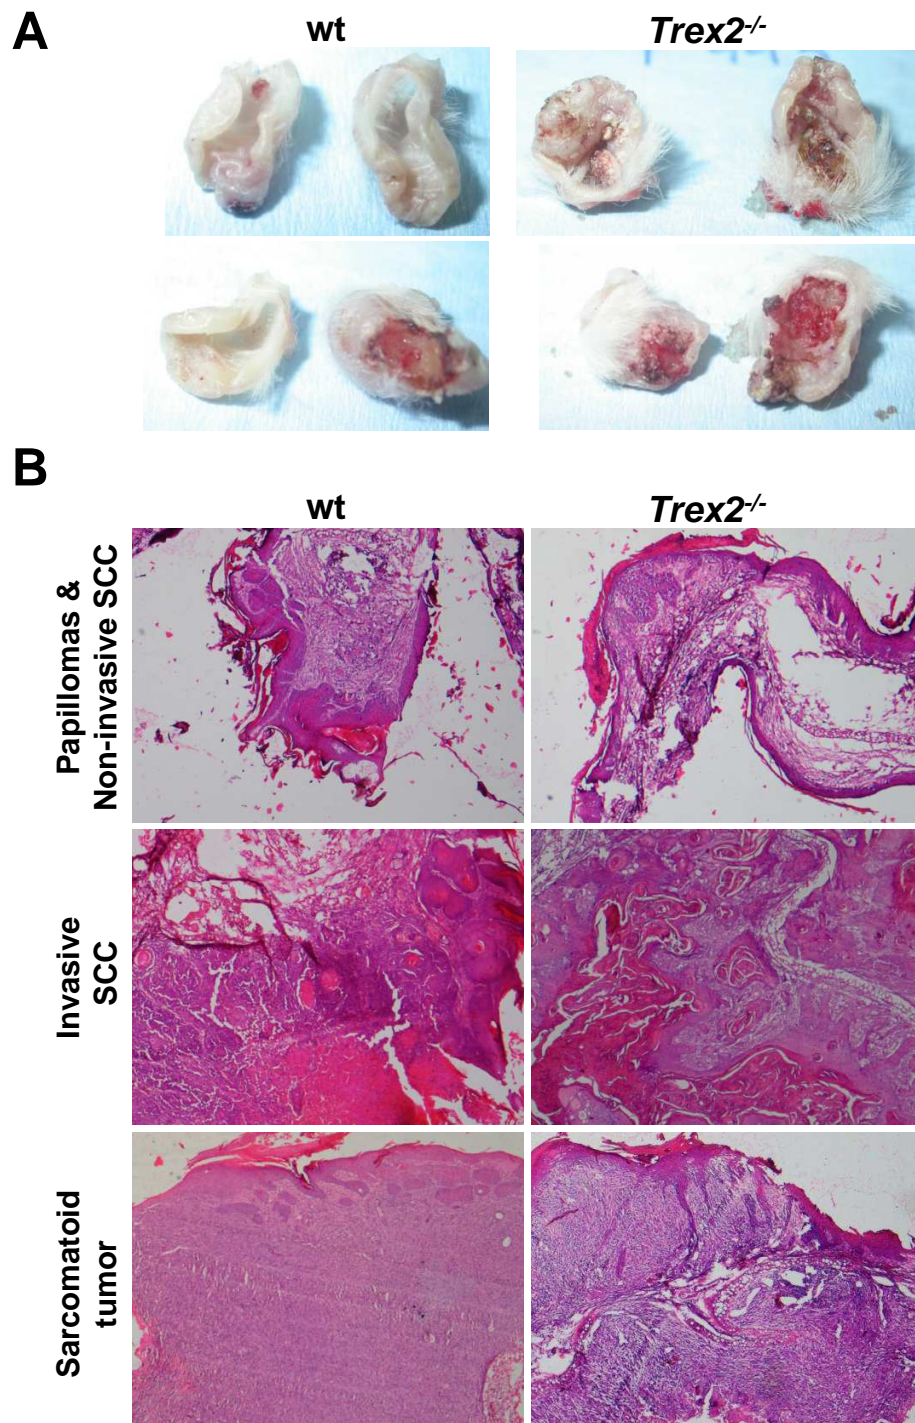 A
wt
Trex2-/-
B
wt
Trex2-/-
Papillomas &
Non-invasive SCC
Invasive
SCC
Sarcomatoid
tumor